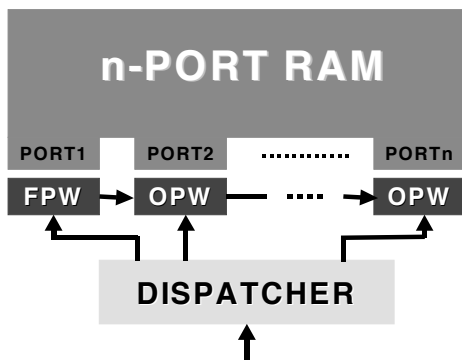 n-PORT RAM
PORT1 PORT2 ............ PORTn
FPW OPW .... OPW
DISPATCHER